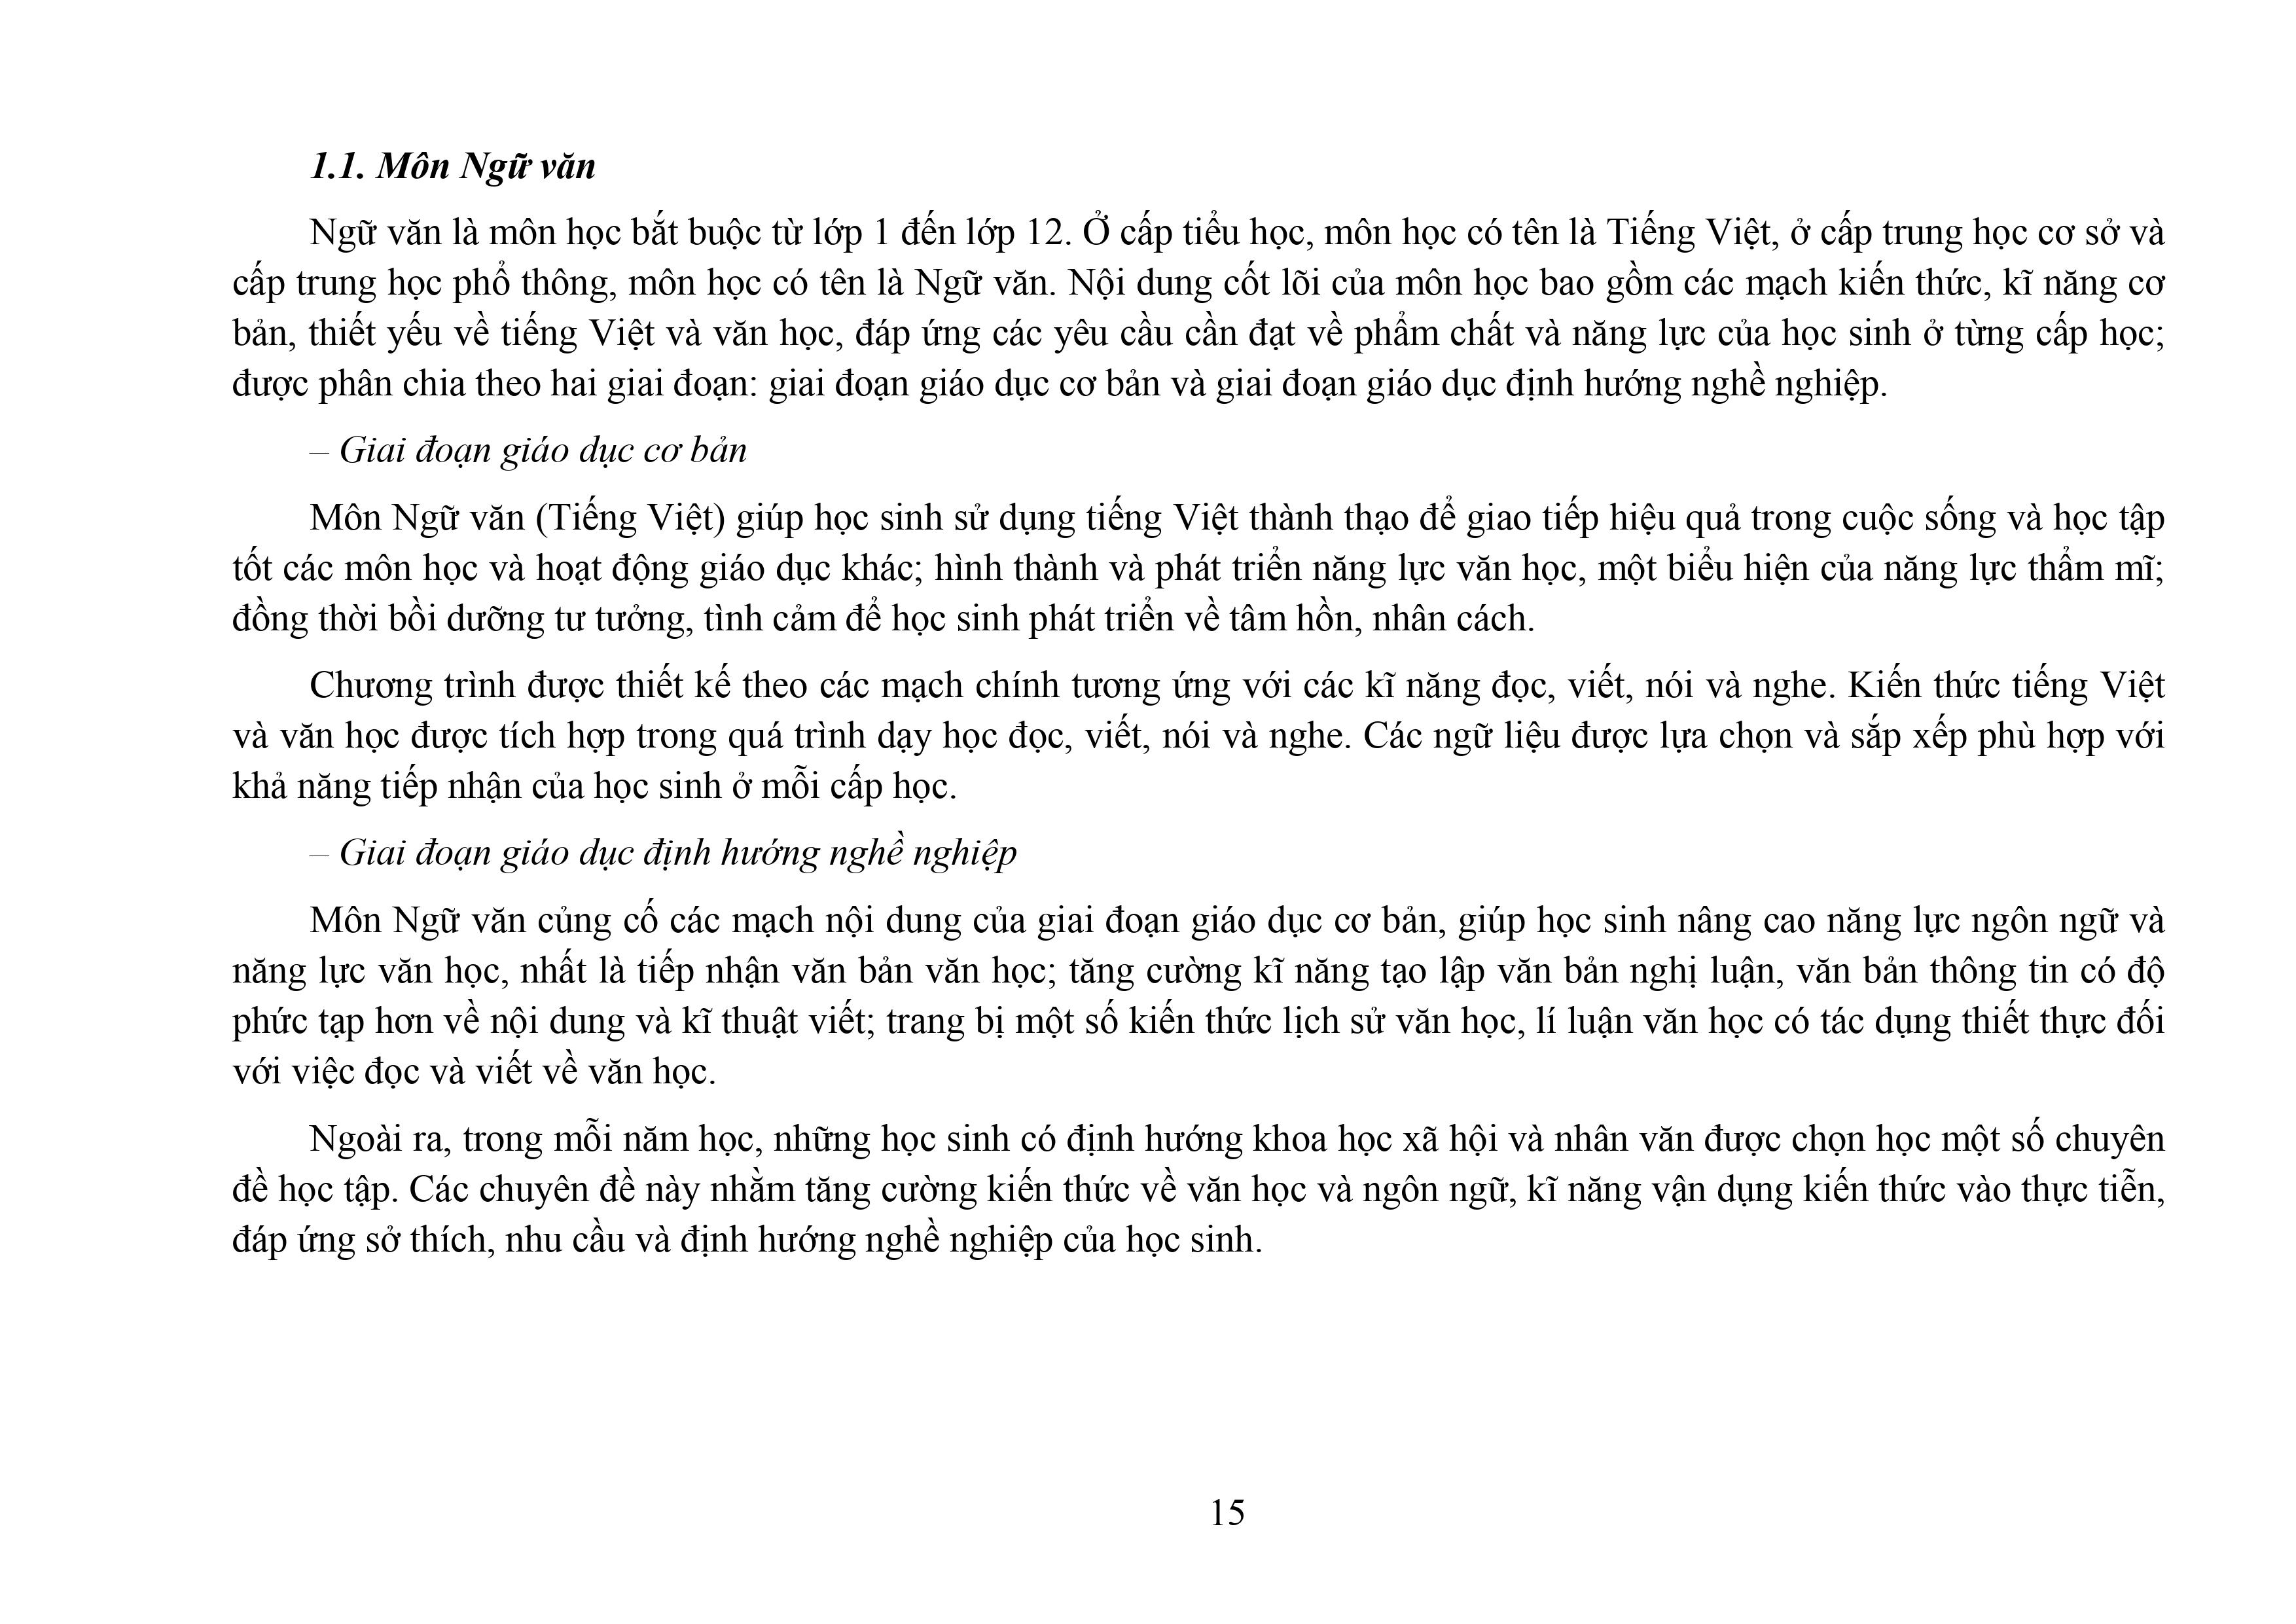 1.1. Môn Ngữ văn
Ngữ văn là môn học bắt buộc từ lớp 1 đến lớp 12. Ở cấp tiểu học, môn học có tên là Tiếng Việt, ở cấp trung học cơ sở và
cấp trung học phổ thông, môn học có tên là Ngữ văn. Nội dung cốt lõi của môn học bao gồm các mạch kiến thức, kĩ năng cơ
bản, thiết yếu về tiếng Việt và văn học, đáp ứng các yêu cầu cần đạt về phẩm chất và năng lực của học sinh ở từng cấp học;
được phân chia theo hai giai đoạn: giai đoạn giáo dục cơ bản và giai đoạn giáo dục định hướng nghề nghiệp.
– Giai đoạn giáo dục cơ bản
Môn Ngữ văn (Tiếng Việt) giúp học sinh sử dụng tiếng Việt thành thạo để giao tiếp hiệu quả trong cuộc sống và học tập
tốt các môn học và hoạt động giáo dục khác; hình thành và phát triển năng lực văn học, một biểu hiện của năng lực thẩm mĩ;
đồng thời bồi dưỡng tư tưởng, tình cảm để học sinh phát triển về tâm hồn, nhân cách.
Chương trình được thiết kế theo các mạch chính tương ứng với các kĩ năng đọc, viết, nói và nghe. Kiến thức tiếng Việt
và văn học được tích hợp trong quá trình dạy học đọc, viết, nói và nghe. Các ngữ liệu được lựa chọn và sắp xếp phù hợp với
khả năng tiếp nhận của học sinh ở mỗi cấp học.
– Giai đoạn giáo dục định hướng nghề nghiệp
Môn Ngữ văn củng cố các mạch nội dung của giai đoạn giáo dục cơ bản, giúp học sinh nâng cao năng lực ngôn ngữ và
năng lực văn học, nhất là tiếp nhận văn bản văn học; tăng cường kĩ năng tạo lập văn bản nghị luận, văn bản thông tin có độ
phức tạp hơn về nội dung và kĩ thuật viết; trang bị một số kiến thức lịch sử văn học, lí luận văn học có tác dụng thiết thực đối
với việc đọc và viết về văn học.
Ngoài ra, trong mỗi năm học, những học sinh có định hướng khoa học xã hội và nhân văn được chọn học một số chuyên
đề học tập. Các chuyên đề này nhằm tăng cường kiến thức về văn học và ngôn ngữ, kĩ năng vận dụng kiến thức vào thực tiễn,
đáp ứng sở thích, nhu cầu và định hướng nghề nghiệp của học sinh.
15